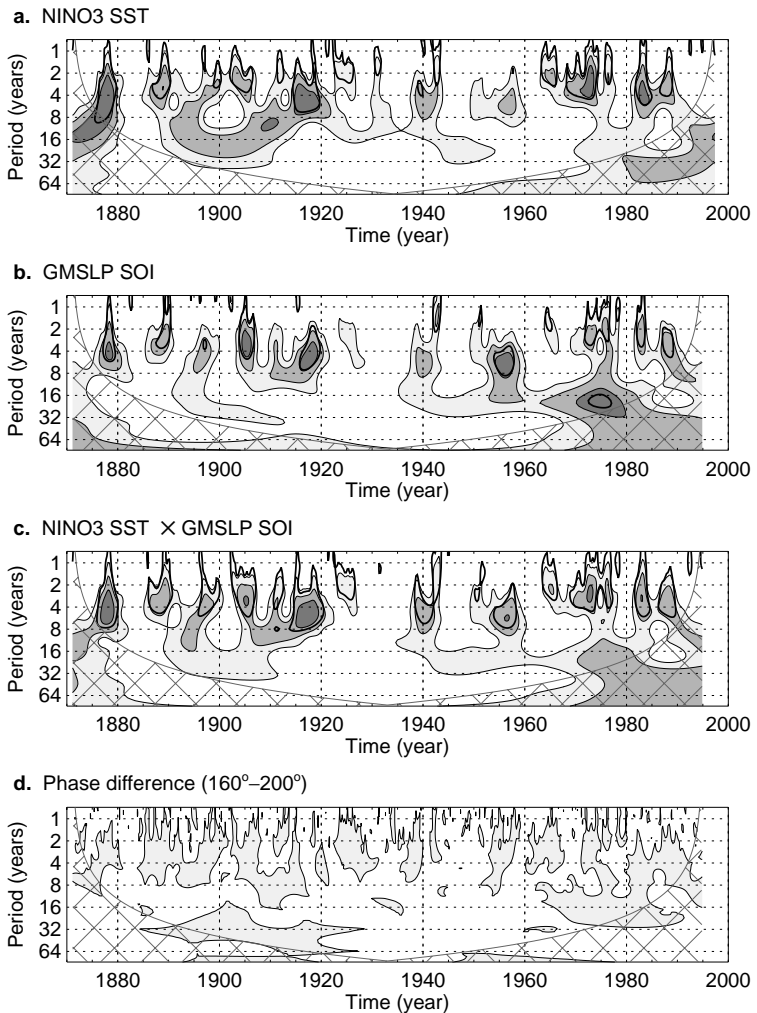 a. NINO3 SST
Period (years)
1
2
4
8
16
32
64
1880 1900 1920 1940 1960 1980 2000
Time (year)
b. GMSLP SOI
Period (years)
1
2
4
8
16
32
64
1880 1900 1920 1940 1960 1980 2000
Time (year)
c. NINO3 SST × GMSLP SOI
Period (years)
1
2
4
8
16
32
64
1880 1900 1920 1940 1960 1980 2000
Time (year)
d. Phase difference (160°–200°)
Period (years)
1
2
4
8
16
32
64
1880 1900 1920 1940 1960 1980 2000
Time (year)